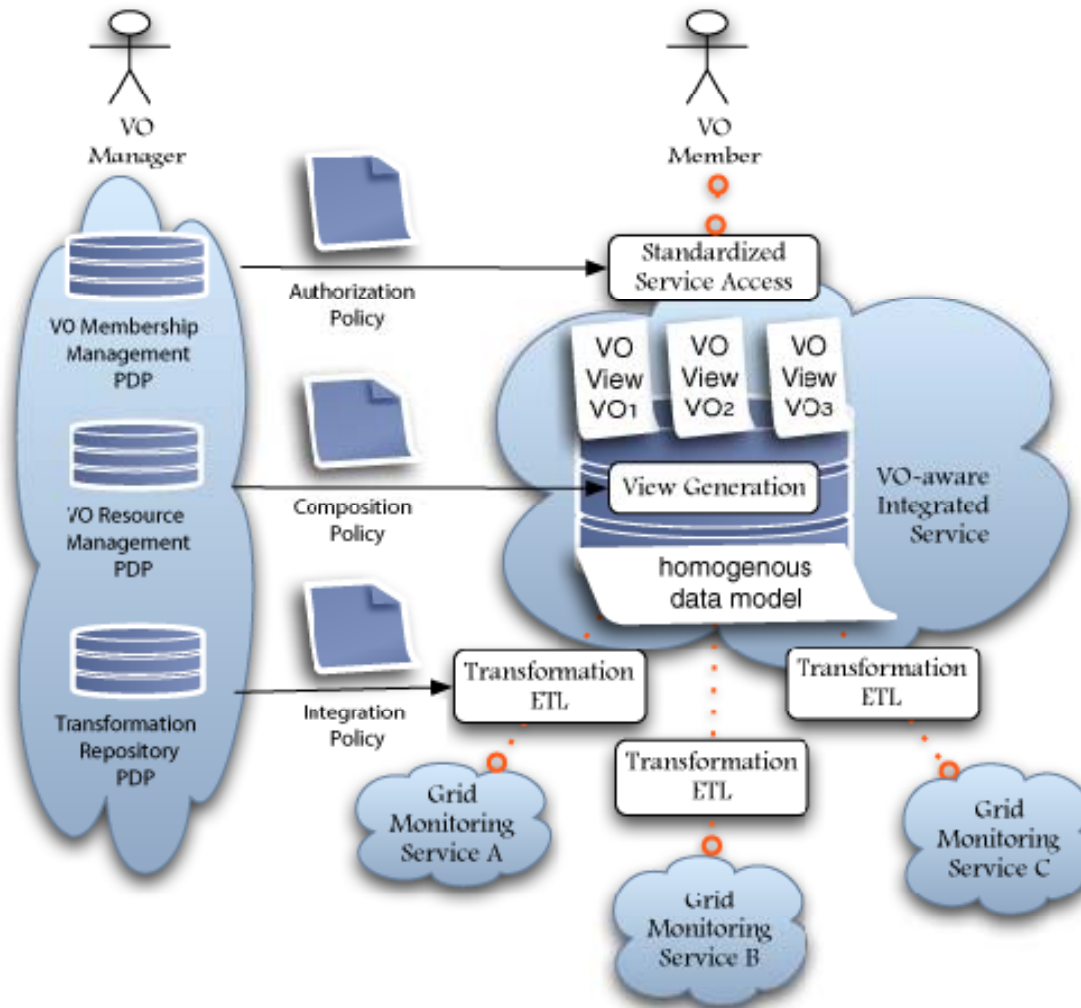 VO
Manager
VO
Member
Authorization
Policy
Standardized
Service Access
VO Membership
Management
PDP
VO
View
VO1
VO
View
VO2
VO
View
VO3
Composition
Policy
View Generation
VO-aware
Integrated
Service
VO Resource
Management
PDP
homogenous
data model
Integration
Policy
Transformation
ETL
Transformation
ETL
Transformation
ETL
Transformation
Repository
PDP
Grid
Monitoring
Service A
Grid
Monitoring
Service B
Grid
Monitoring
Service C